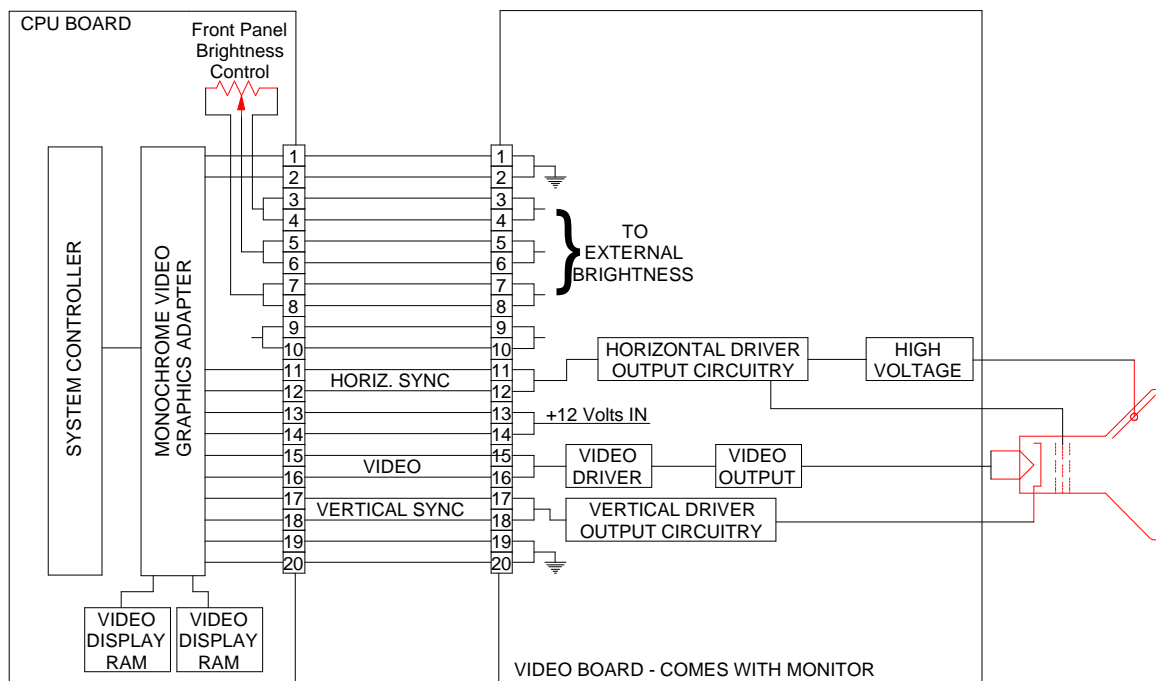 CPU BOARD
Front Panel
Brightness
Control
SYSTEM CONTROLLER
MONOCHROME VIDEO
GRAPHICS ADAPTER
1
2
3
4
5
6
7
8
9
10
11
12
13
14
15
16
17
18
19
20
HORIZ. SYNC
VIDEO
VERTICAL SYNC
1
2
3
4
5
6
7
8
9
10
11
12
13
14
15
16
17
18
19
20
TO
EXTERNAL
BRIGHTNESS
HORIZONTAL DRIVER
OUTPUT CIRCUITRY
HIGH
VOLTAGE
+12 Volts IN
VIDEO
DRIVER
VIDEO
OUTPUT
VERTICAL DRIVER
OUTPUT CIRCUITRY
VIDEO
DISPLAY
RAM
VIDEO
DISPLAY
RAM
VIDEO BOARD - COMES WITH MONITOR